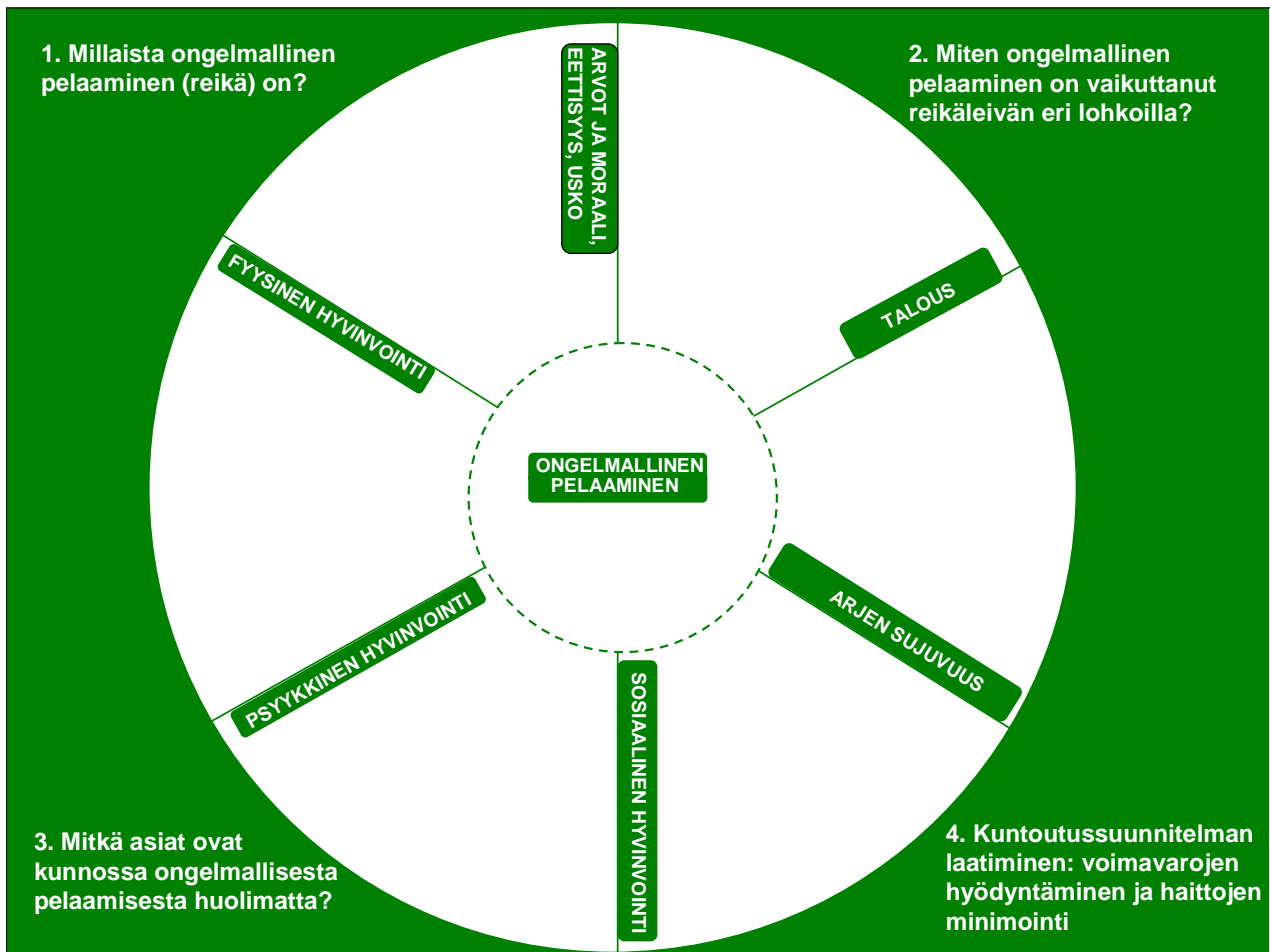 1. Millaista ongelmallinen
pelaaminen (reikä) on?
2. Miten ongelmallinen
pelaaminen on vaikuttanut
reikäleivän eri lohkoilla?
ARVOT JA MORAALI,
EETTISYYS, USKO
FYYSINEN HYVINVOINTI
TALOUS
ONGELMALLINEN
PELAAMINEN
PSYYKKINEN HYVINVOINTI
ARJEN SUJUVUUS
SOSIAALINEN HYVINVOINTI
3. Mitkä asiat ovat
kunnossa ongelmallisesta
pelaamisesta huolimatta?
4. Kuntoutussuunnitelman
laatiminen: voimavarojen
hyödyntäminen ja haittojen
minimointi